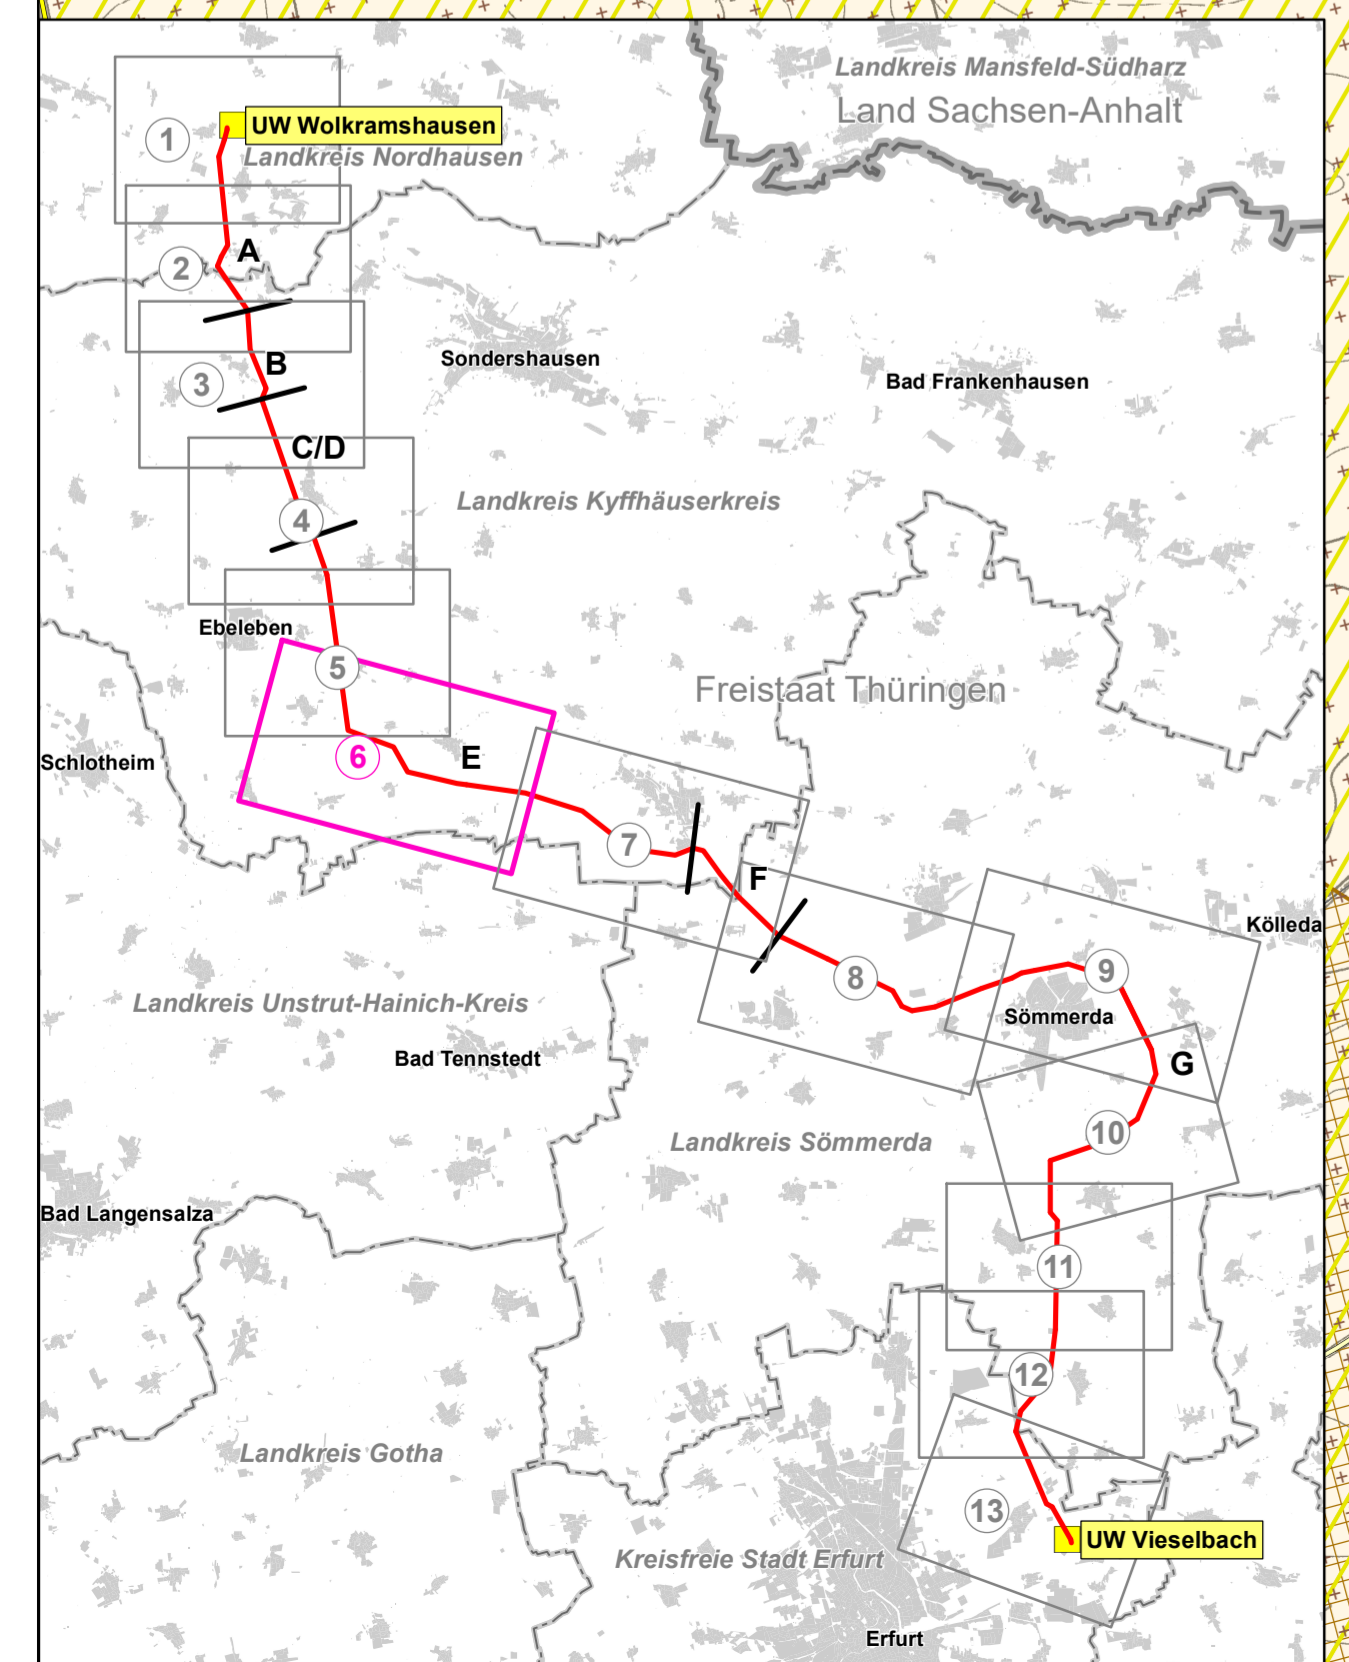 Landkreis Mansfeld-Südharz
Land Sachsen-Anhalt
UW Wolkramshausen
1
Landkreis Nordhausen
A
2
Sondershausen
B
3
Bad Frankenhausen
C/D
Landkreis Kyffhäuserkreis
4
Ebeleben
5
Freistaat Thüringen
Schlotheim
6
E
7
F
Kölleda
8
9
Landkreis Unstrut-Hainich-Kreis
Sömmerda
Bad Tennstedt
G
10
Landkreis Sömmerda
Bad Langensalza
11
12
Landkreis Gotha
13
UW Vieselbach
Kreisfreie Stadt Erfurt
Erfurt